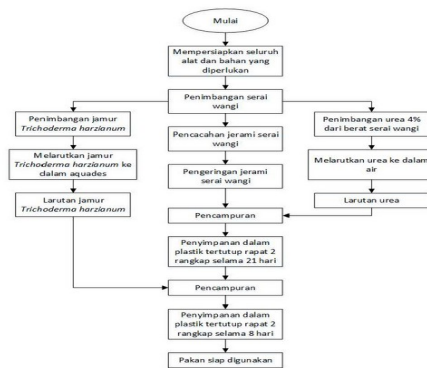 Mulai
Mempersiapkan seluruh
alat dan bahan yang
diperlukan
Penimbangan serai
wangi
Penimbangan jamur
Trichoderma harzianum
Melarutkan jamur
Trichoderma harzianum ke
dalam aquades
Larutan jamur
Trichoderma harzianum
Pencacahan jerami serai
wangi
Pengeringan jerami
serai wangi
Penimbangan urea 4%
dari berat serai wangi
Melarutkan urea ke dalam
air
Larutan urea
Pencampuran
Penyimpanan dalam
plastik tertutup rapat 2
rangkap selama 21 hari
Pencampuran
Penyimpanan dalam
plastik tertutup rapat 2
rangkap selama 8 hari
Pakan siap digunakan